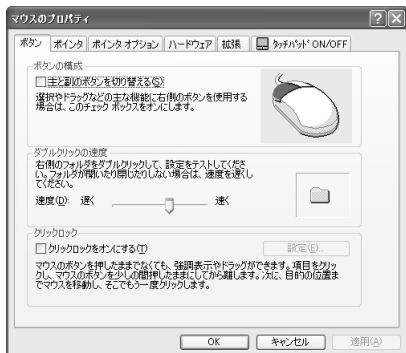 マウスのプロパティ
ボタン ポインタ ポインタ オプション ハードウェア 拡張 タッチパッド ON/OFF
ボタンの構成
主と副のボタンを切り替える(S)
選択やドラッグなどの主な機能に右側のボタンを使用する
場合は、このチェック ボックスをオンにします。
ダブルクリックの速度
右側のフォルダをダブルクリックして、設定をテストしてくださ
い。フォルダが開いたり閉じたりしない場合は、速度を遅くし
てください。
速度(D): 遅く 速く
クリックロック
クリックロックをオンにする(T)
設定(E)...
マウスのボタンを押したままでなくても、強調表示やドラッグができます。項目をクリッ
クし、マウスのボタンを少しの間押したままにしてから離します。次に、目的の位置ま
でマウスを移動し、そこでもう一度クリックします。
OK キャンセル 適用(A)